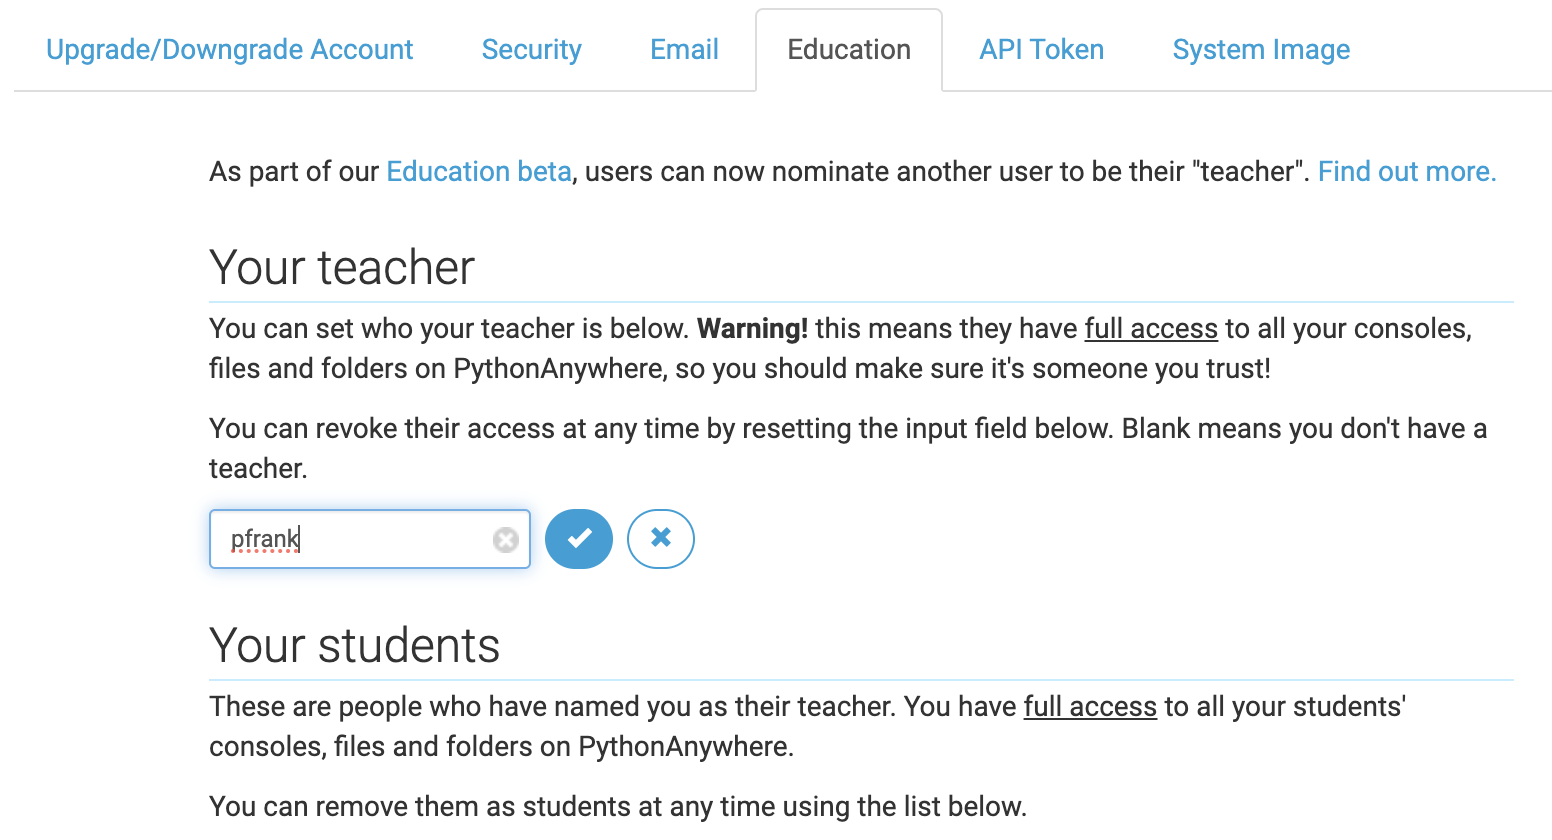 Upgrade/Downgrade Account Security Email Education API Token System Image
As part of our Education beta, users can now nominate another user to be their "teacher". Find out more.
Your teacher
You can set who your teacher is below. Warning! this means they have full access to all your consoles,
files and folders on PythonAnywhere, so you should make sure it's someone you trust!
You can revoke their access at any time by resetting the input field below. Blank means you don't have a
teacher.
pfrank
Your students
These are people who have named you as their teacher. You have full access to all your students'
consoles, files and folders on PythonAnywhere.
You can remove them as students at any time using the list below.